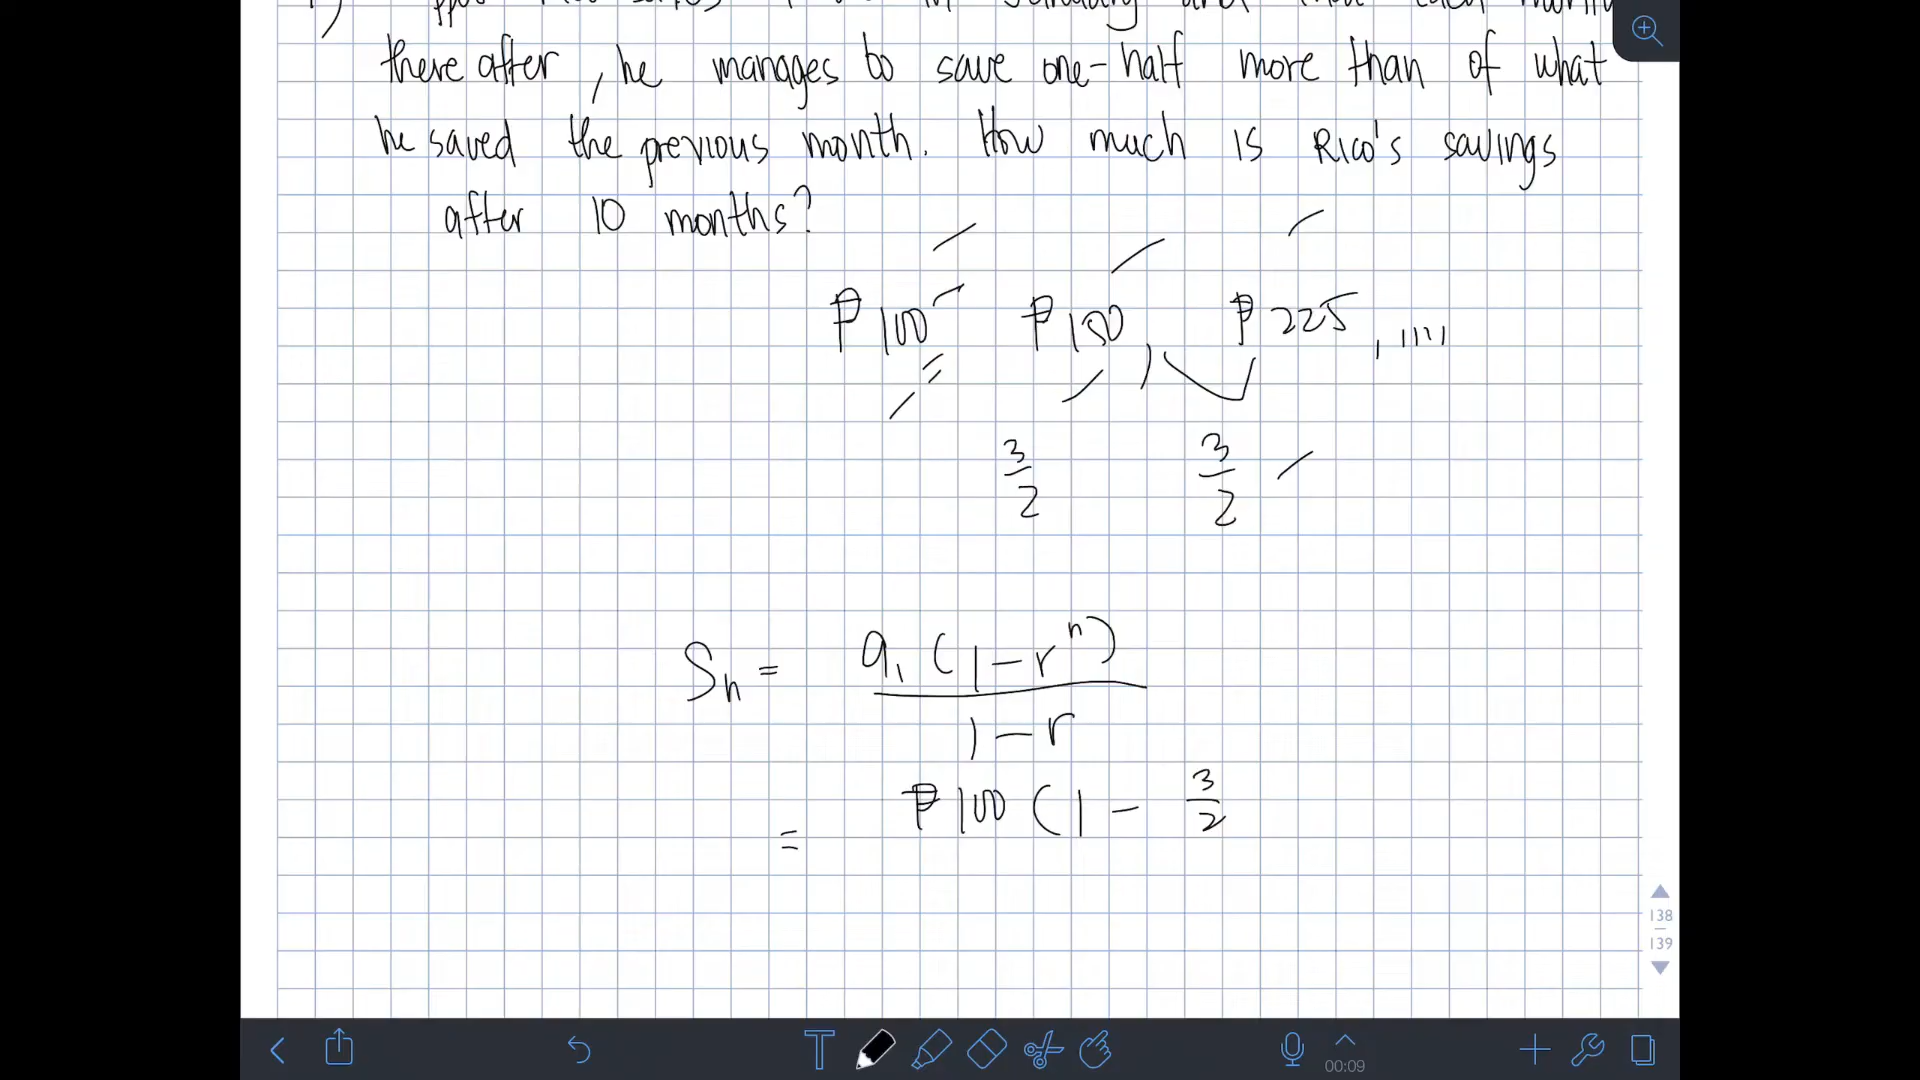 there after, he manages to save one-half more than of what
he saved the previous month. How much is Rico's savings
after 10 months?
₱100 ₱150, ₱225, ,,,,
3/2 3/2
Sn = a1 (1 - r^n) / 1 - r
= ₱100 (1 - 3/2
138
139
T
00:09